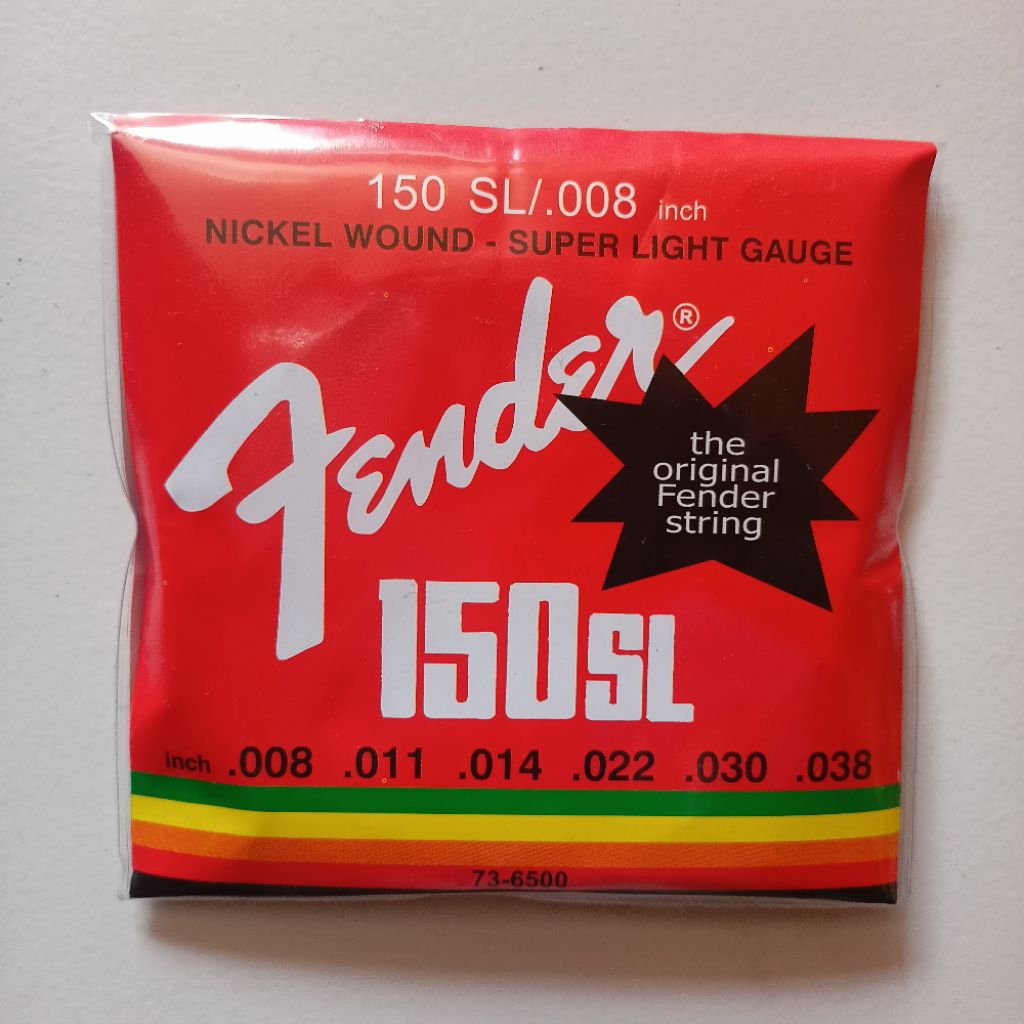 150 SL/.008 inch
NICKEL WOUND - SUPER LIGHT GAUGE
Fender®
the
original
Fender
string
150SL
inch .008 .011 .014 .022 .030 .038
73-6500